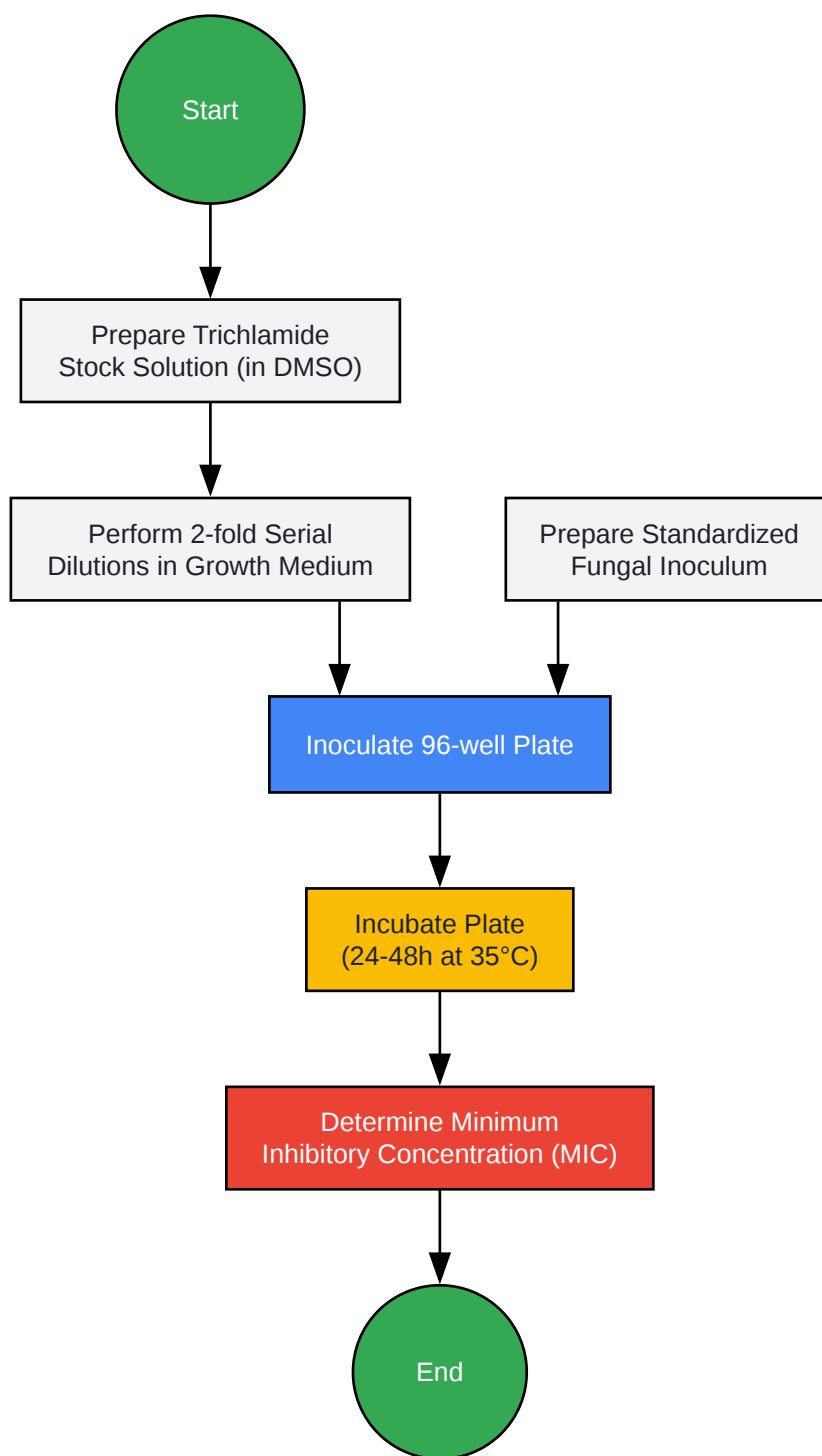 Start
Prepare Trichlamide
Stock Solution (in DMSO)
Perform 2-fold Serial
Dilutions in Growth Medium
Prepare Standardized
Fungal Inoculum
Inoculate 96-well Plate
Incubate Plate
(24-48h at 35°C)
Determine Minimum
Inhibitory Concentration (MIC)
End